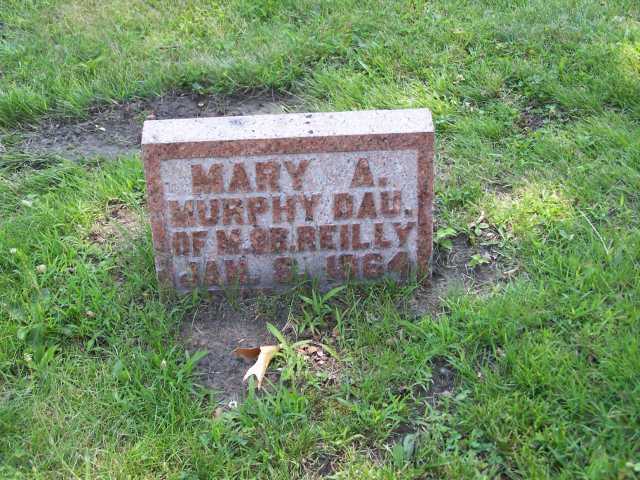 MARY A.
MURPHY DAU.
OF M. & B. REILLY
JAN. 8. 1864